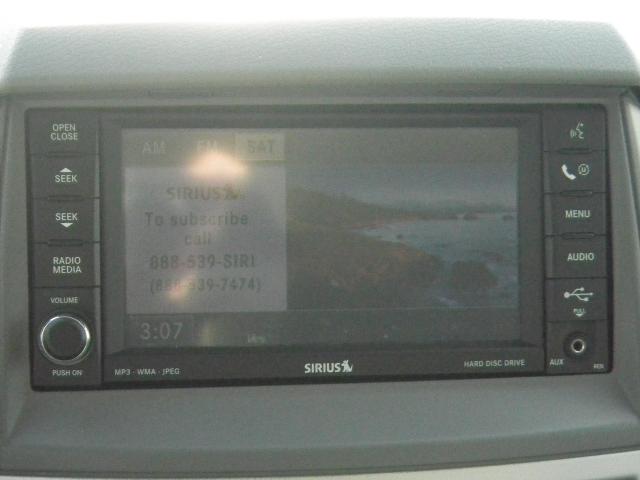 OPEN
CLOSE
SEEK
SEEK
RADIO
MEDIA
VOLUME
PUSH ON
AM FM SAT
SIRIUS
To subscribe
call
888-539-SIRI
(888-539-7474)
3:07
MP3 · WMA · JPEG
SIRIUS
HARD DISC DRIVE
MENU
AUDIO
PULL
AUX